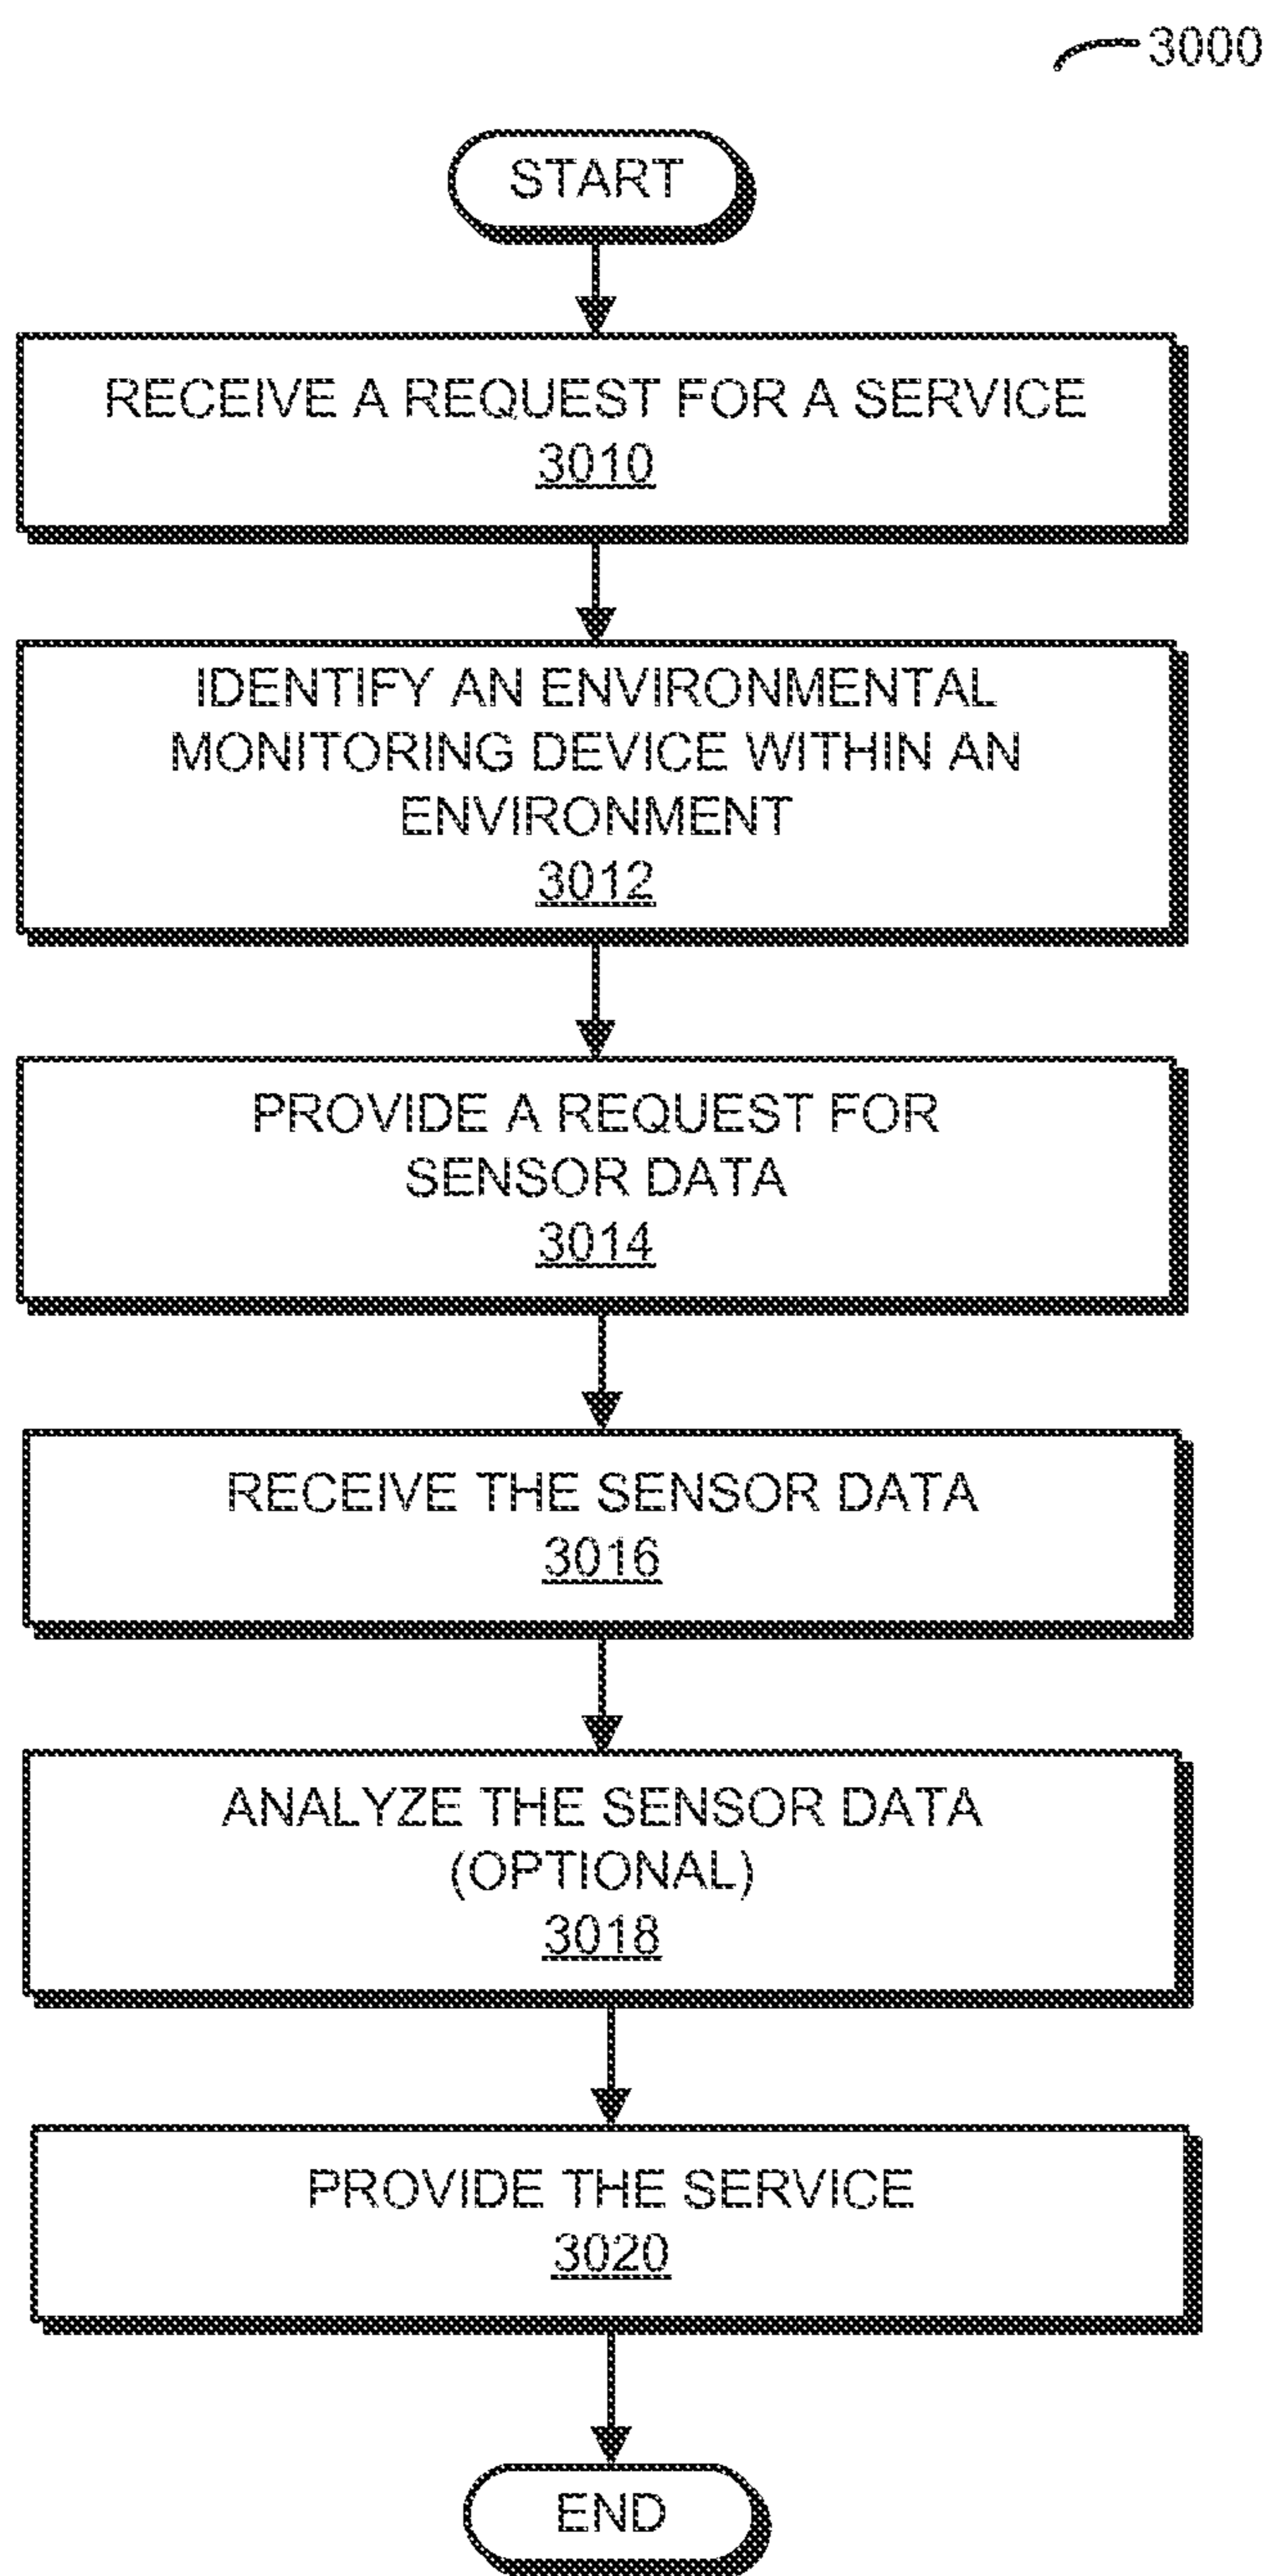 3000
START
RECEIVE A REQUEST FOR A SERVICE
3010
IDENTIFY AN ENVIRONMENTAL
MONITORING DEVICE WITHIN AN
ENVIRONMENT
3012
PROVIDE A REQUEST FOR
SENSOR DATA
3014
RECEIVE THE SENSOR DATA
3016
ANALYZE THE SENSOR DATA
(OPTIONAL)
3018
PROVIDE THE SERVICE
3020
END